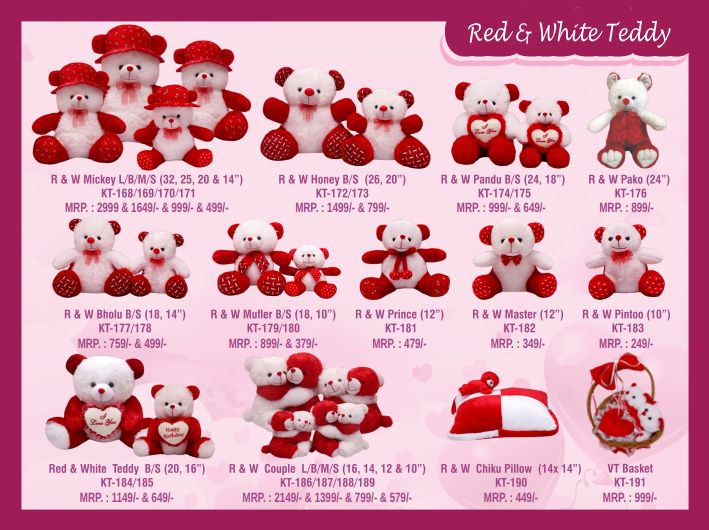 Red & White Teddy
R & W Mickey L/B/M/S (32, 25, 20 & 14”)
KT-168/169/170/171
MRP. : 2999 & 1649/- & 999/- & 499/-
R & W Honey B/S (26, 20”)
KT-172/173
MRP. : 1499/- & 799/-
I
Love You
I
Love You
R & W Pandu B/S (24, 18”)
KT-174/175
MRP. : 999/- & 649/-
R & W Pako (24”)
KT-176
MRP. : 899/-
R & W Bholu B/S (18, 14”)
KT-177/178
MRP. : 759/- & 499/-
R & W Mufler B/S (18, 10”)
KT-179/180
MRP. : 899/- & 379/-
R & W Prince (12”)
KT-181
MRP. : 479/-
R & W Master (12”)
KT-182
MRP. : 349/-
R & W Pintoo (10”)
KT-183
MRP. : 249/-
I
Love You
Happy
Birthday
Red & White Teddy B/S (20, 16”)
KT-184/185
MRP. : 1149/- & 649/-
R & W Couple L/B/M/S (16, 14, 12 & 10”)
KT-186/187/188/189
MRP. : 2149/- & 1399/- & 799/- & 579/-
R & W Chiku Pillow (14x 14”)
KT-190
MRP. : 449/-
VT Basket
KT-191
MRP. : 999/-